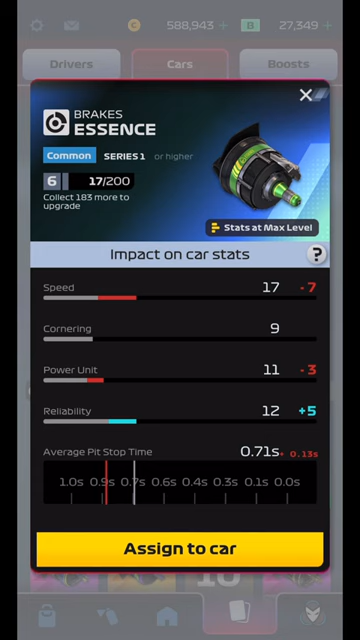 588,943 +
27,349 +
Drivers
Cars
Boosts
BRAKES
ESSENCE
Common SERIES 1 or higher
6 17/200
Collect 183 more to
upgrade
Stats at Max Level
Impact on car stats ?
Speed 17 -7
Cornering 9
Power Unit 11 -3
Reliability 12 +5
Average Pit Stop Time 0.71s + 0.13s
1.0s 0.9s 0.7s 0.6s 0.4s 0.3s 0.1s 0.0s
Assign to car